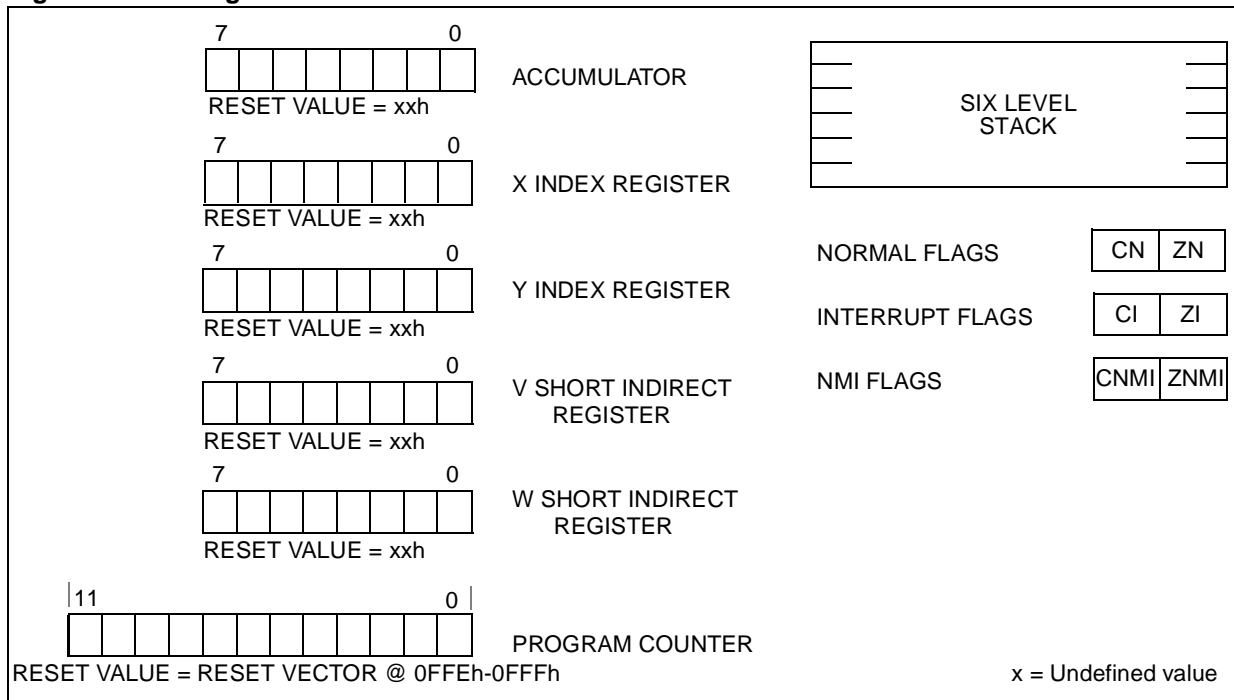 7 0
ACCUMULATOR
RESET VALUE = xxh
7 0
X INDEX REGISTER
RESET VALUE = xxh
7 0
Y INDEX REGISTER
RESET VALUE = xxh
7 0
V SHORT INDIRECT
REGISTER
RESET VALUE = xxh
7 0
W SHORT INDIRECT
REGISTER
RESET VALUE = xxh
11 0
PROGRAM COUNTER
RESET VALUE = RESET VECTOR @ 0FFEh-0FFFh
SIX LEVEL
STACK
NORMAL FLAGS CN ZN
INTERRUPT FLAGS CI ZI
NMI FLAGS CNMI ZNMI
x = Undefined value